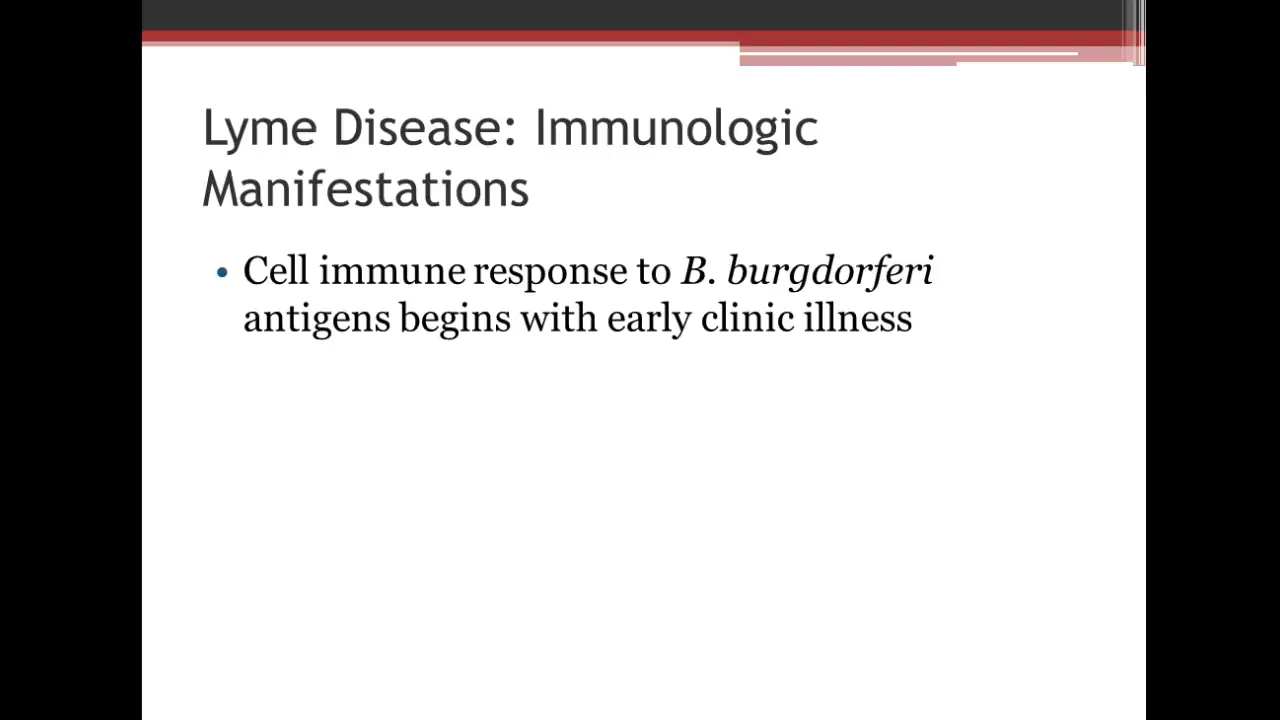 Lyme Disease: Immunologic
Manifestations
• Cell immune response to B. burgdorferi
antigens begins with early clinic illness